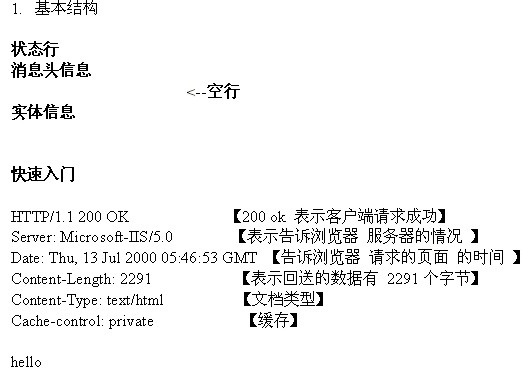 1. 基本结构
状态行
消息头信息
<--空行
实体信息
快速入门
HTTP/1.1 200 OK 【200 ok 表示客户端请求成功】
Server: Microsoft-IIS/5.0 【表示告诉浏览器 服务器的情况 】
Date: Thu, 13 Jul 2000 05:46:53 GMT 【告诉浏览器 请求的页面 的时间 】
Content-Length: 2291 【表示回送的数据有 2291 个字节】
Content-Type: text/html 【文档类型】
Cache-control: private 【缓存】
hello